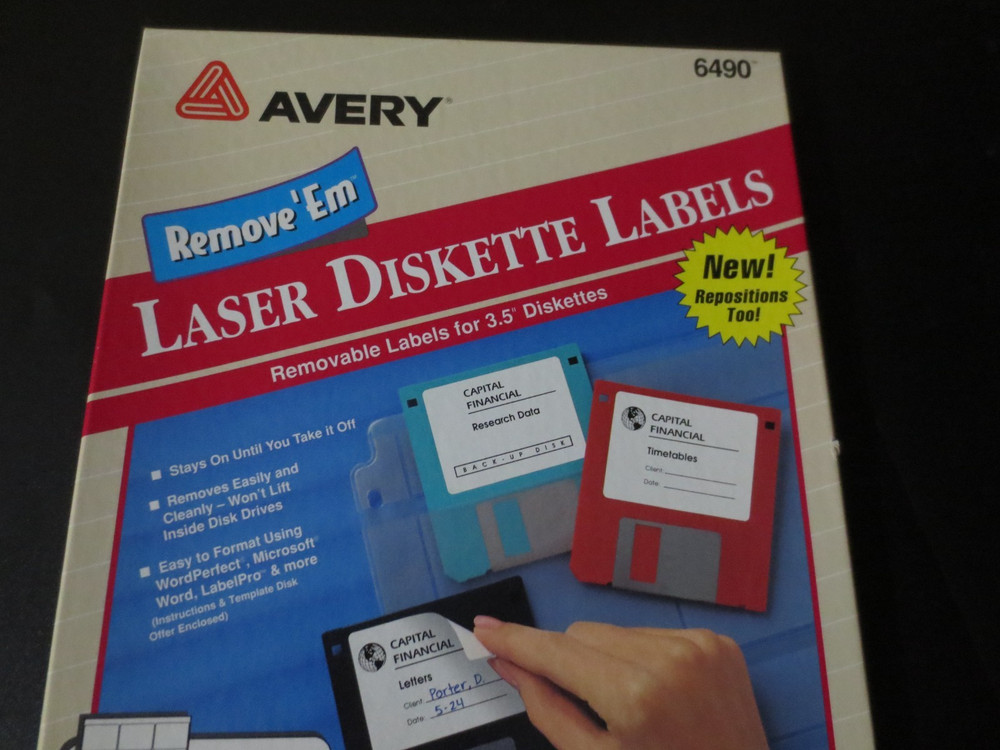 6490™
AVERY®
Remove 'Em™
LASER DISKETTE LABELS
New!
Repositions
Too!
Removable Labels for 3.5" Diskettes
Stays On Until You Take it Off
Removes Easily and
Cleanly – Won't Lift
Inside Disk Drives
Easy to Format Using
WordPerfect®, Microsoft®
Word, LabelPro™ & more
(Instructions & Template Disk
Offer Enclosed)
CAPITAL
FINANCIAL
Research Data
BACK-UP DISK
CAPITAL
FINANCIAL
Timetables
Client:
Date:
CAPITAL
FINANCIAL
Letters
Client: Porter, D.
Date: 5-24